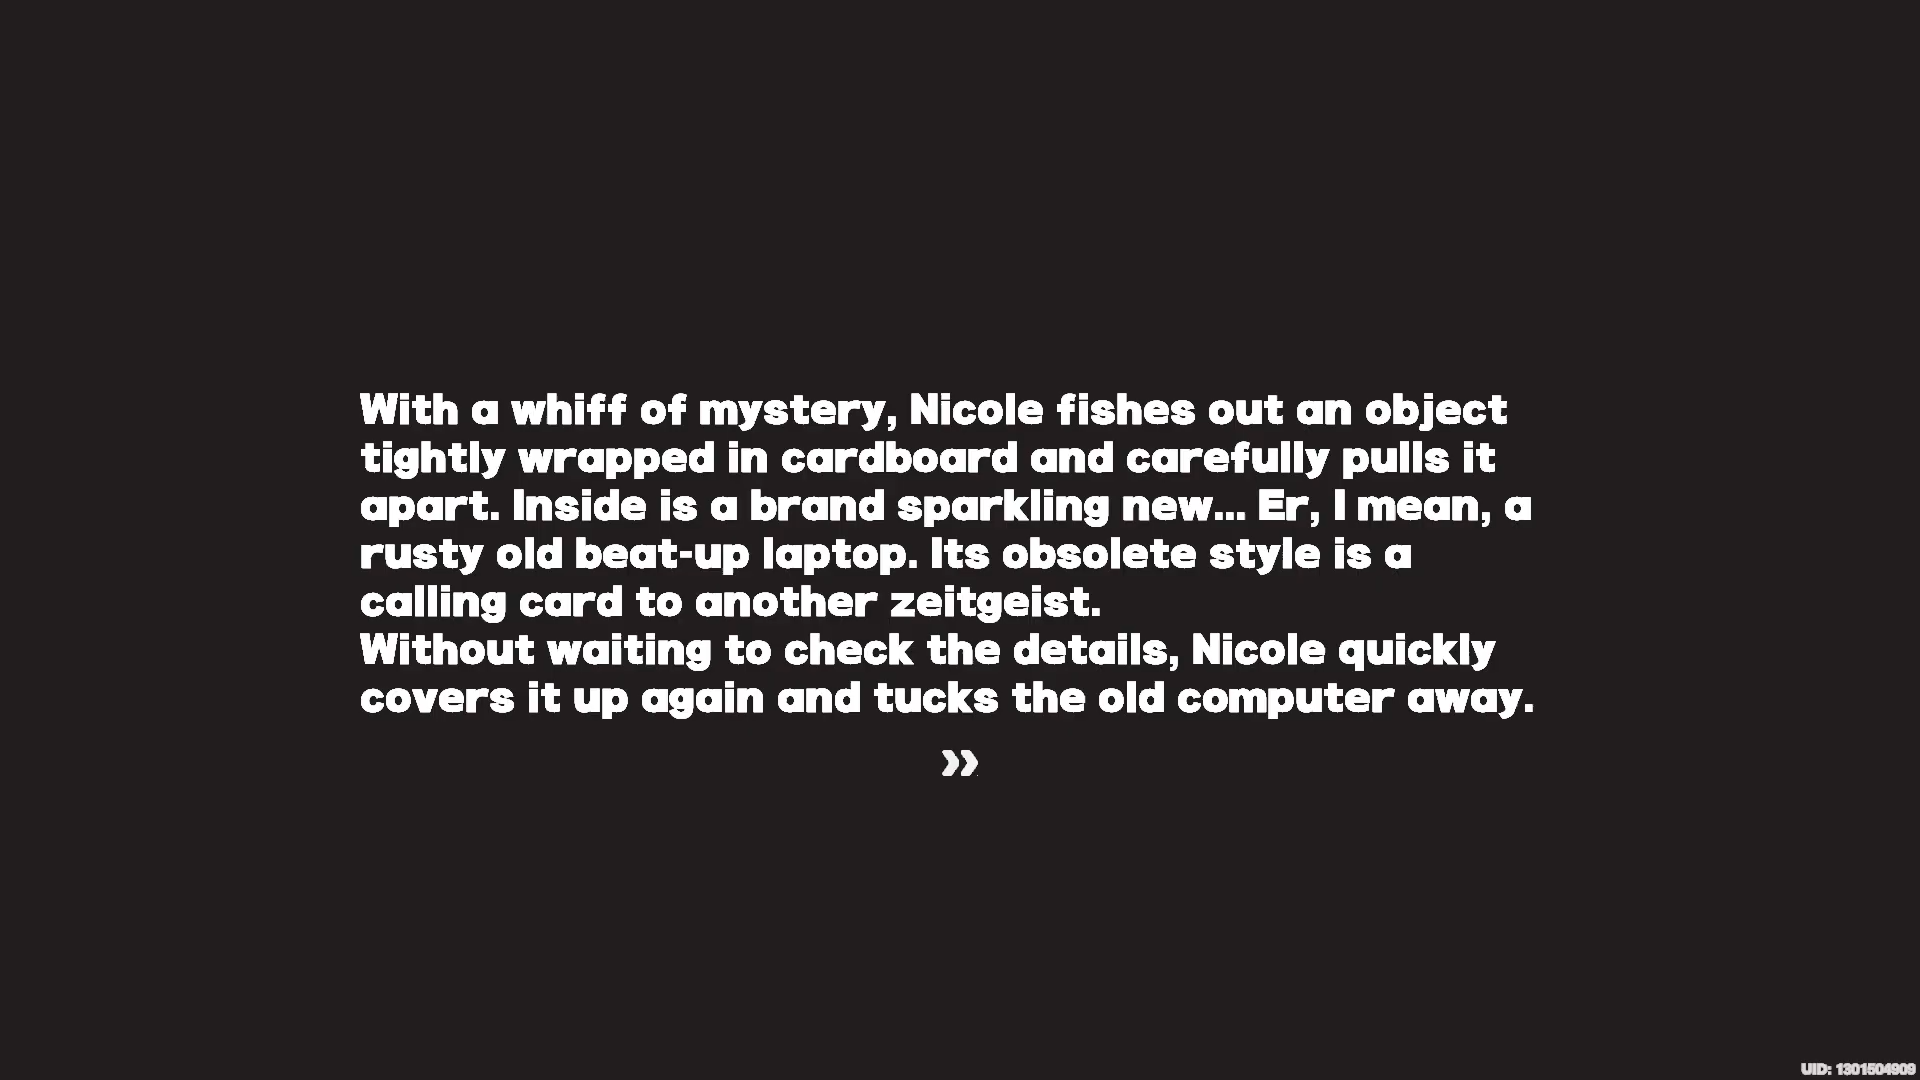 With a whiff of mystery, Nicole fishes out an object
tightly wrapped in cardboard and carefully pulls it
apart. Inside is a brand sparkling new... Er, I mean, a
rusty old beat-up laptop. Its obsolete style is a
calling card to another zeitgeist.
Without waiting to check the details, Nicole quickly
covers it up again and tucks the old computer away.
UID: 1301504909